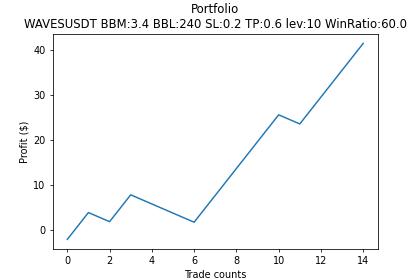 Portfolio
WAVESUSDT BBM:3.4 BBL:240 SL:0.2 TP:0.6 lev:10 WinRatio:60.0
40
30
20
10
0
Profit ($)
0 2 4 6 8 10 12 14
Trade counts